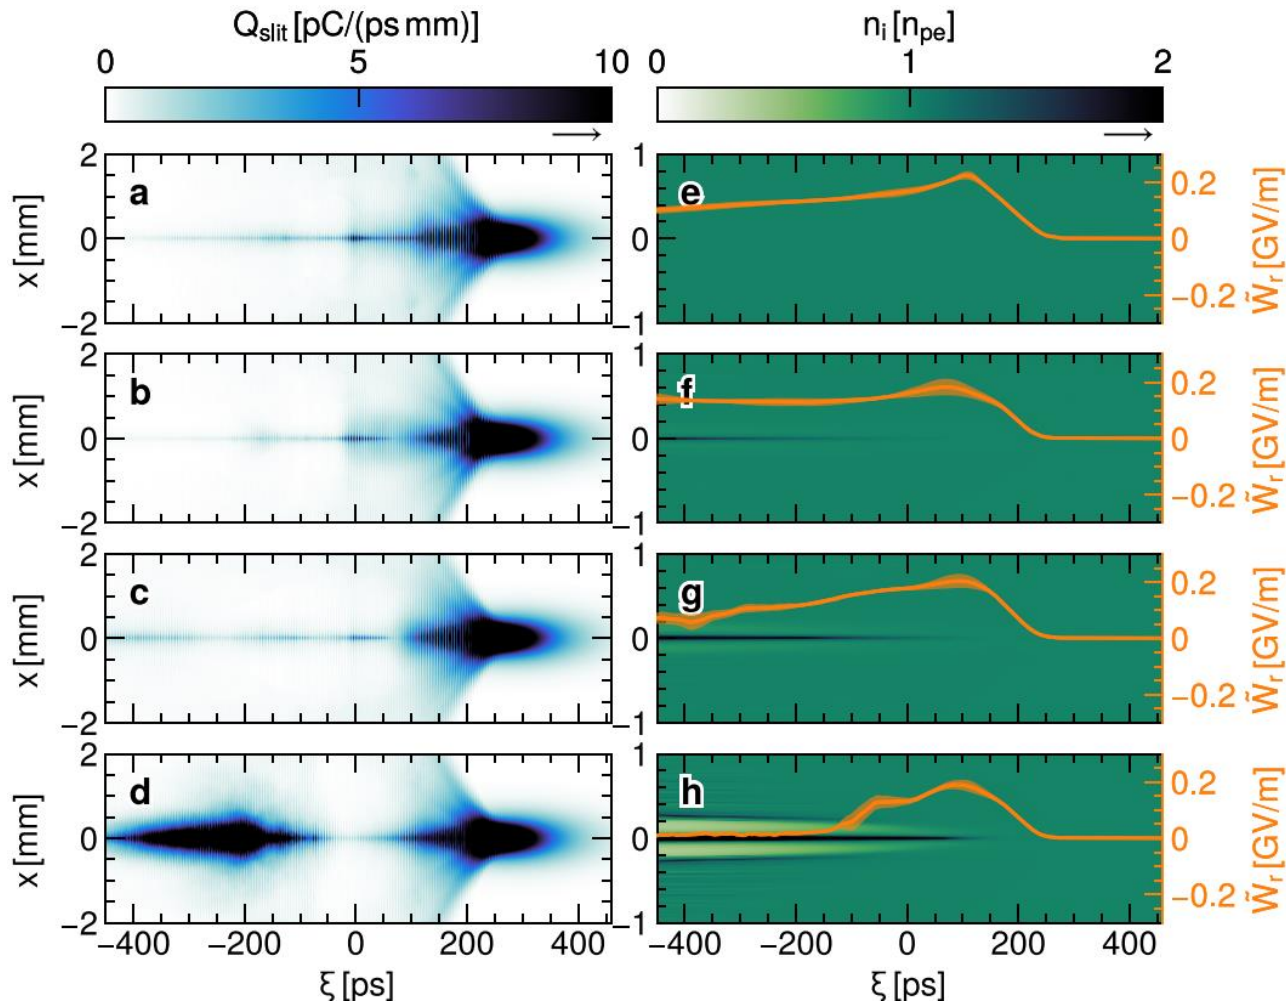 Q_slit [pC/(ps mm)]
n_i [n_pe]
0 5 10
0 1 2
2 1
a e 0.2
x [mm] 0 0 W̃_r [GV/m]
−0.2
−2 −1
2 1
b f 0.2
x [mm] 0 0 W̃_r [GV/m]
−0.2
−2 −1
2 1
c g 0.2
x [mm] 0 0 W̃_r [GV/m]
−0.2
−2 −1
2 1
d h 0.2
x [mm] 0 0 W̃_r [GV/m]
−0.2
−2 −1
−400 −200 0 200 400
−400 −200 0 200 400
ξ [ps]
ξ [ps]